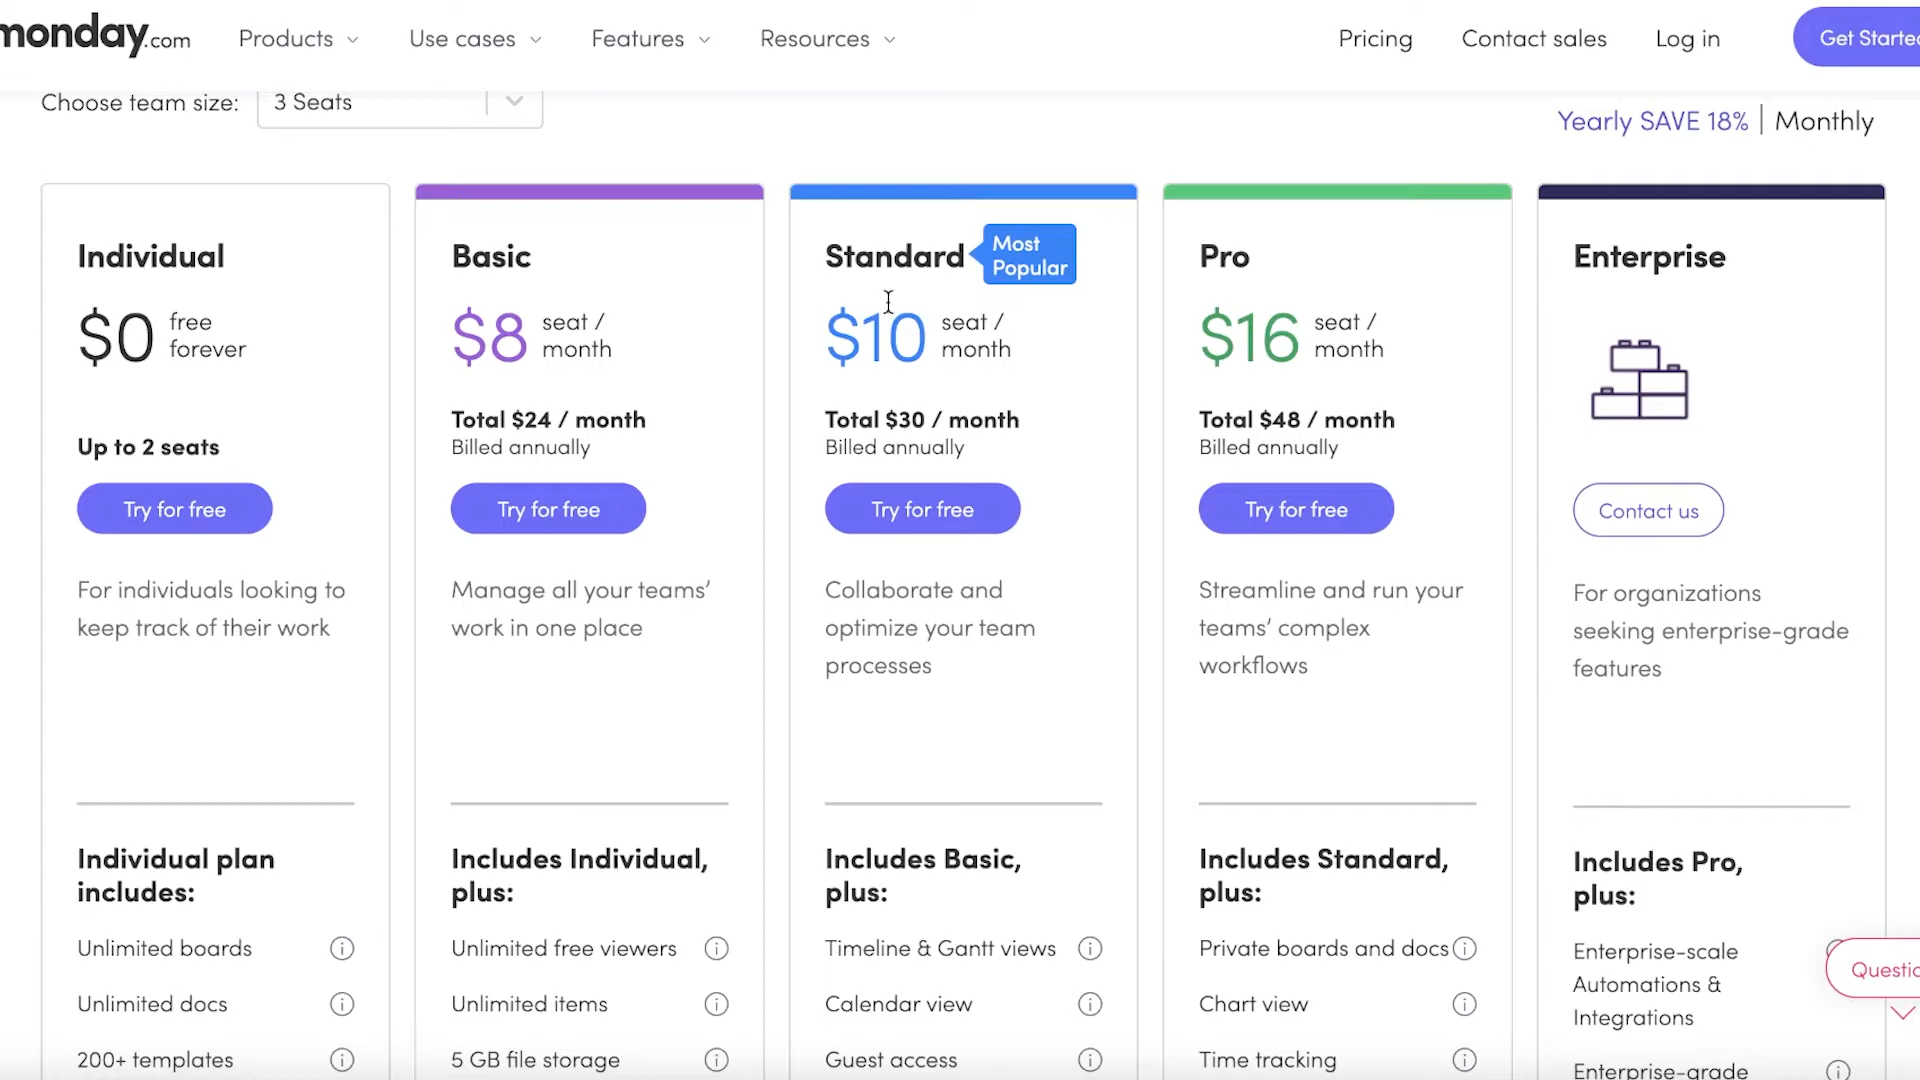 monday.com
Products
Use cases
Features
Resources
Pricing
Contact sales
Log in
Get Started
Choose team size:
3 Seats
Yearly SAVE 18% | Monthly
Individual
$0 free
forever
Up to 2 seats
Try for free
For individuals looking to
keep track of their work
Individual plan
includes:
Unlimited boards
Unlimited docs
200+ templates
Basic
$8 seat /
month
Total $24 / month
Billed annually
Try for free
Manage all your teams’
work in one place
Includes Individual,
plus:
Unlimited free viewers
Unlimited items
5 GB file storage
Standard
Most
Popular
$10 seat /
month
Total $30 / month
Billed annually
Try for free
Collaborate and
optimize your team
processes
Includes Basic,
plus:
Timeline & Gantt views
Calendar view
Guest access
Pro
$16 seat /
month
Total $48 / month
Billed annually
Try for free
Streamline and run your
teams’ complex
workflows
Includes Standard,
plus:
Private boards and docs
Chart view
Time tracking
Enterprise
Contact us
For organizations
seeking enterprise-grade
features
Includes Pro,
plus:
Enterprise-scale
Automations &
Integrations
Enterprise-grade
Questio